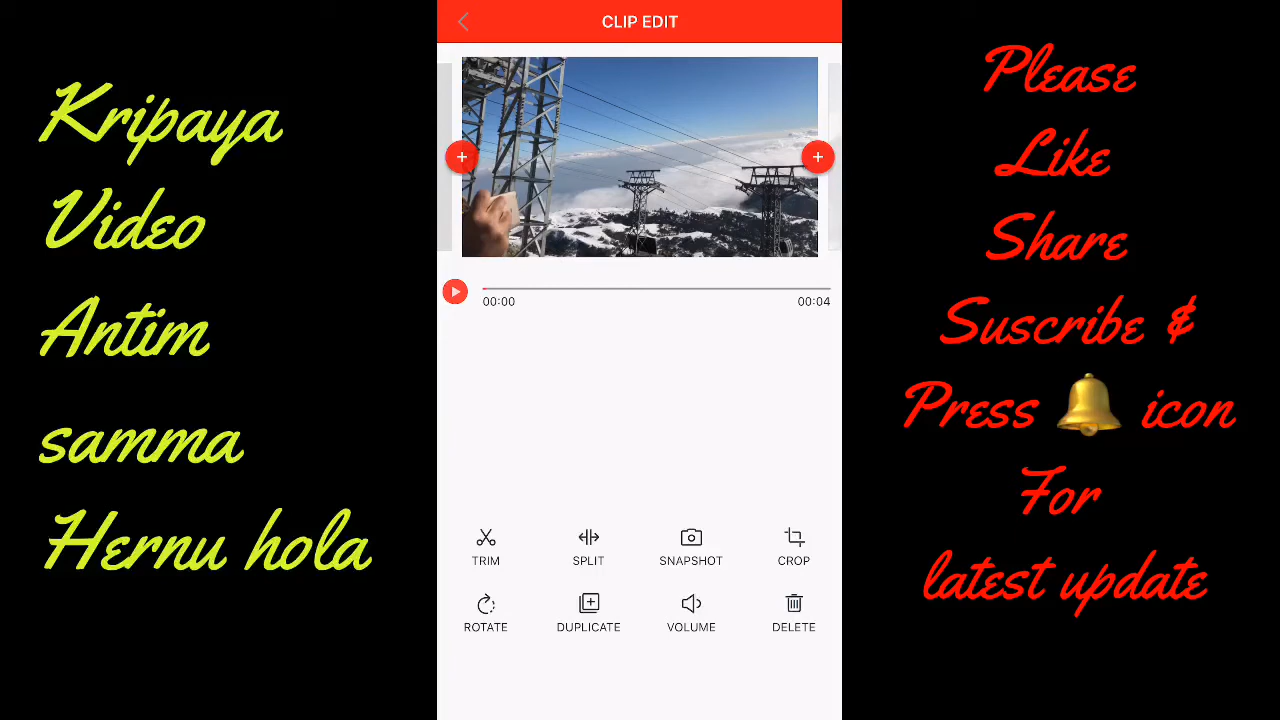 Kripaya
Video
Antim
samma
Hernu hola
CLIP EDIT
00:00
00:04
TRIM
SPLIT
SNAPSHOT
CROP
ROTATE
DUPLICATE
VOLUME
DELETE
Please
Like
Share
Suscribe &
Press 🔔 icon
For
latest update